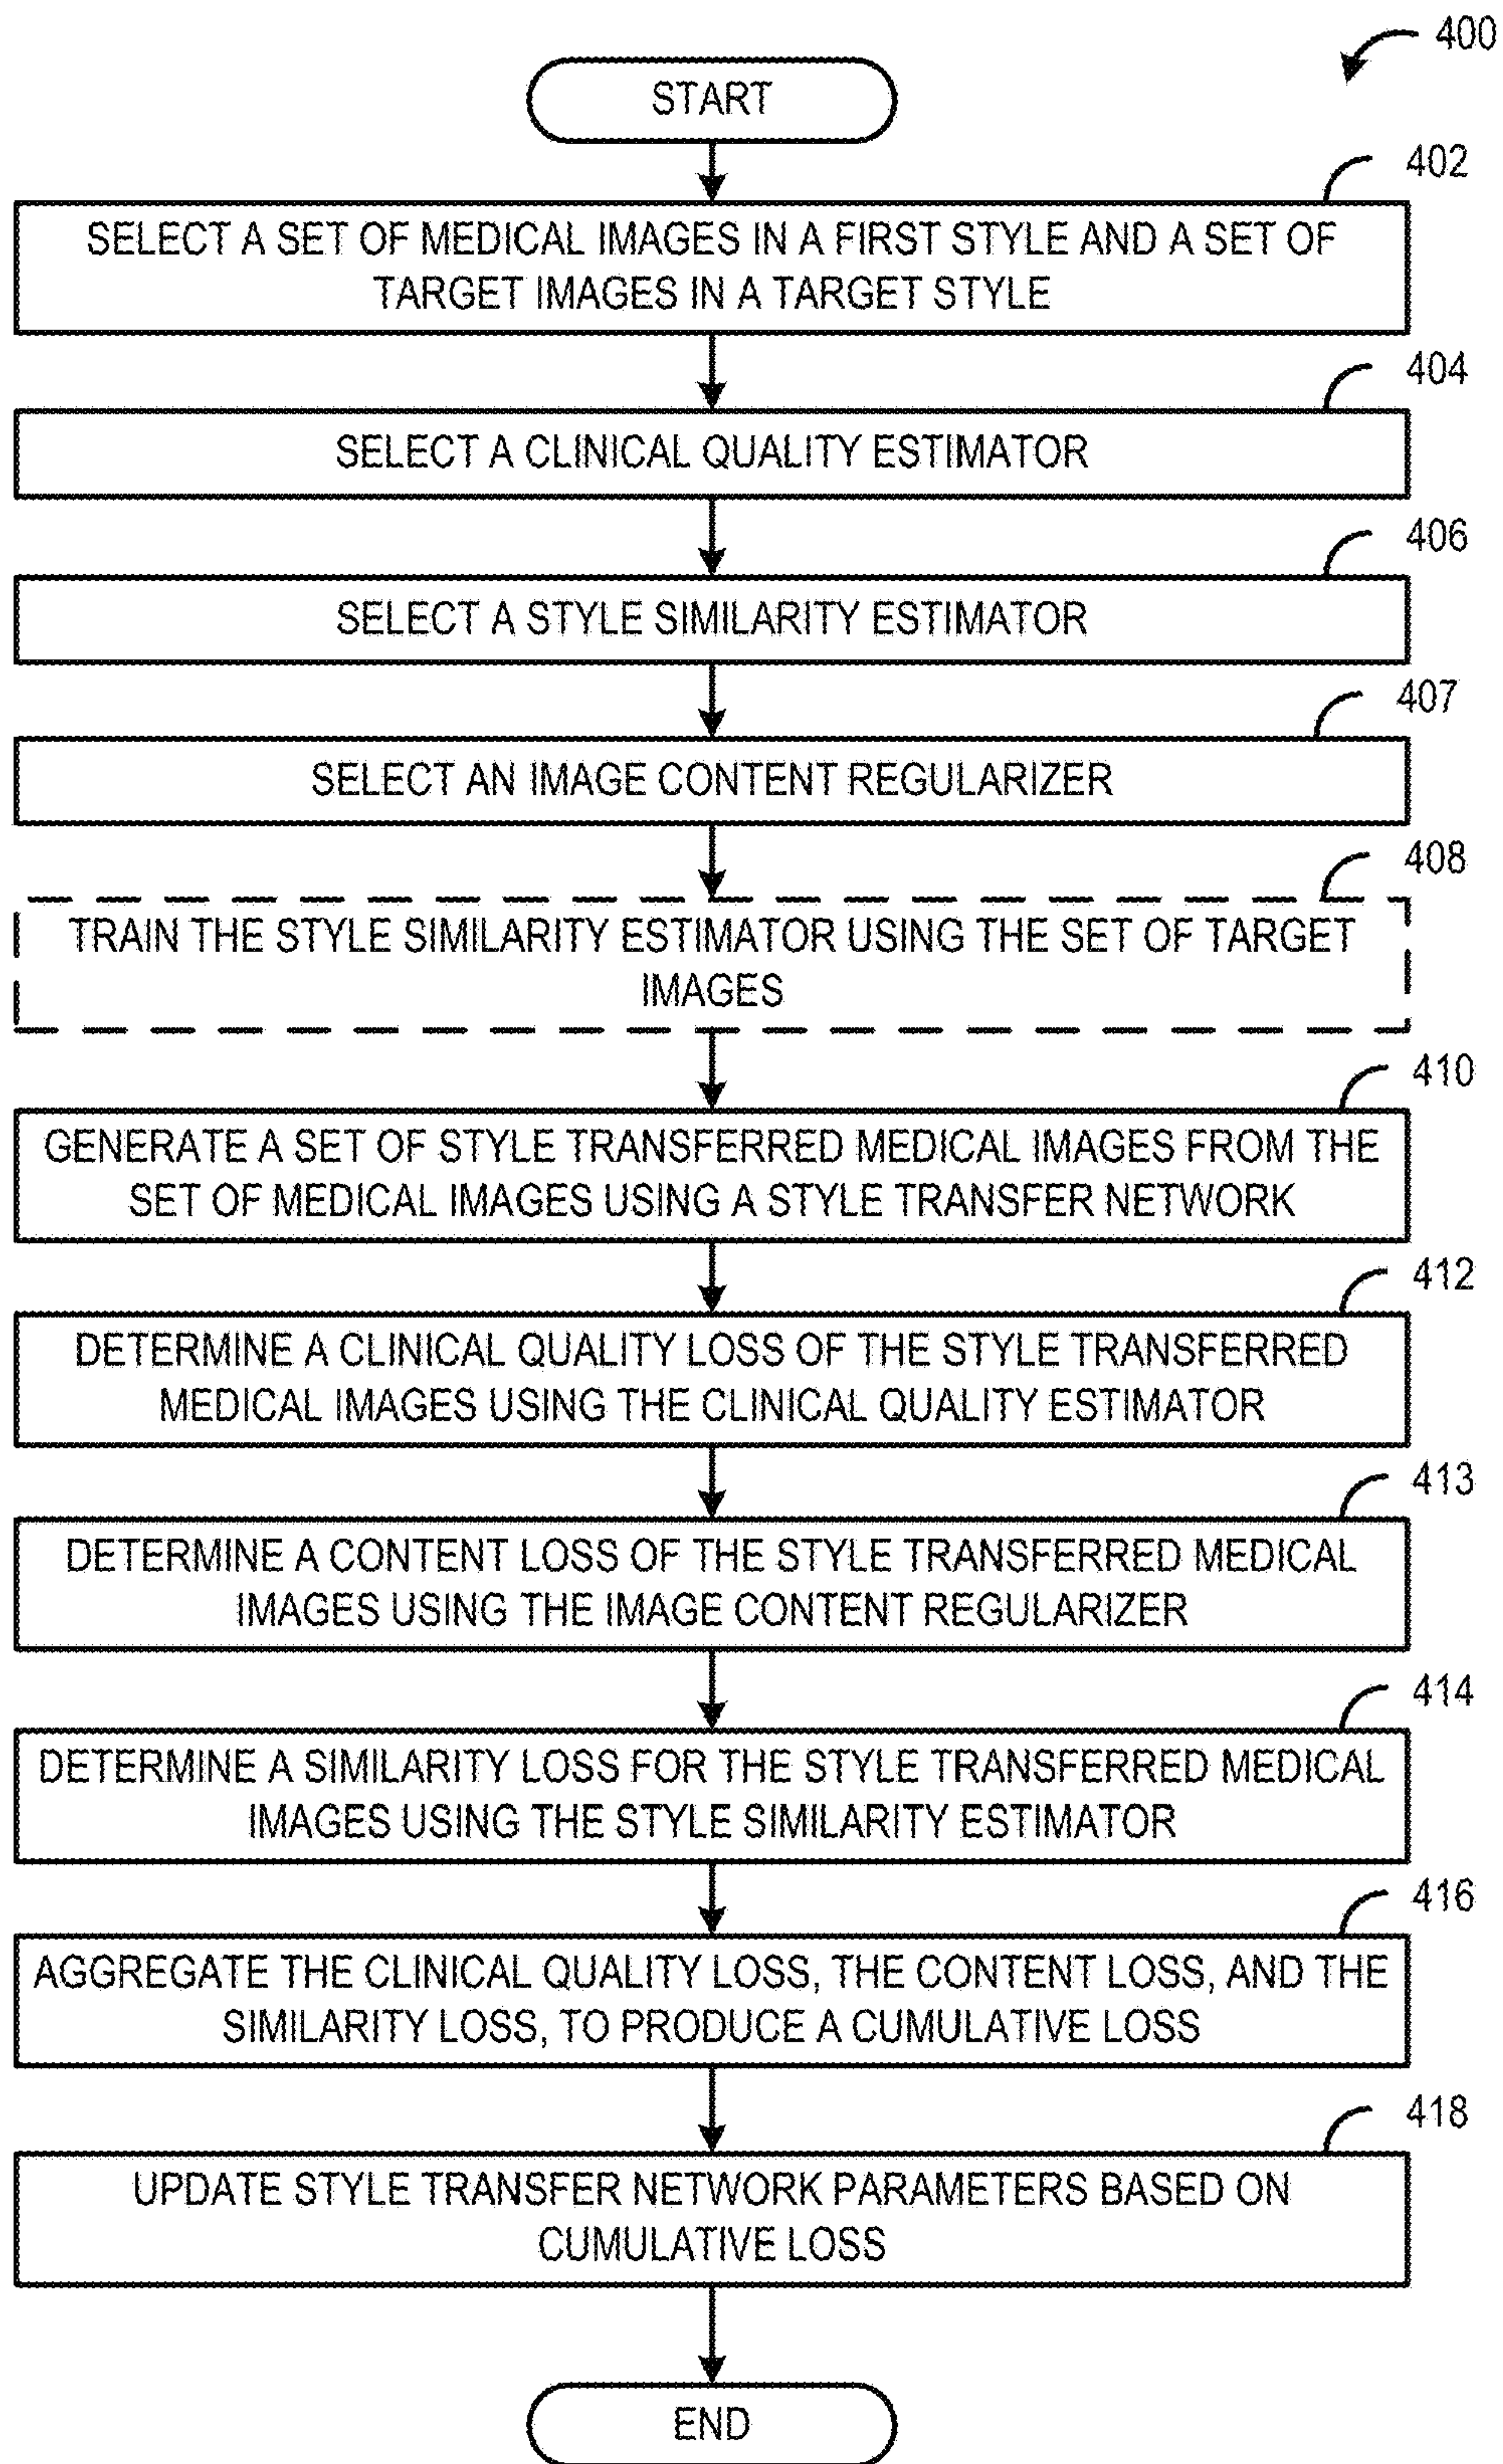 400
START
402
SELECT A SET OF MEDICAL IMAGES IN A FIRST STYLE AND A SET OF
TARGET IMAGES IN A TARGET STYLE
404
SELECT A CLINICAL QUALITY ESTIMATOR
406
SELECT A STYLE SIMILARITY ESTIMATOR
407
SELECT AN IMAGE CONTENT REGULARIZER
408
TRAIN THE STYLE SIMILARITY ESTIMATOR USING THE SET OF TARGET
IMAGES
410
GENERATE A SET OF STYLE TRANSFERRED MEDICAL IMAGES FROM THE
SET OF MEDICAL IMAGES USING A STYLE TRANSFER NETWORK
412
DETERMINE A CLINICAL QUALITY LOSS OF THE STYLE TRANSFERRED
MEDICAL IMAGES USING THE CLINICAL QUALITY ESTIMATOR
413
DETERMINE A CONTENT LOSS OF THE STYLE TRANSFERRED MEDICAL
IMAGES USING THE IMAGE CONTENT REGULARIZER
414
DETERMINE A SIMILARITY LOSS FOR THE STYLE TRANSFERRED MEDICAL
IMAGES USING THE STYLE SIMILARITY ESTIMATOR
416
AGGREGATE THE CLINICAL QUALITY LOSS, THE CONTENT LOSS, AND THE
SIMILARITY LOSS, TO PRODUCE A CUMULATIVE LOSS
418
UPDATE STYLE TRANSFER NETWORK PARAMETERS BASED ON
CUMULATIVE LOSS
END